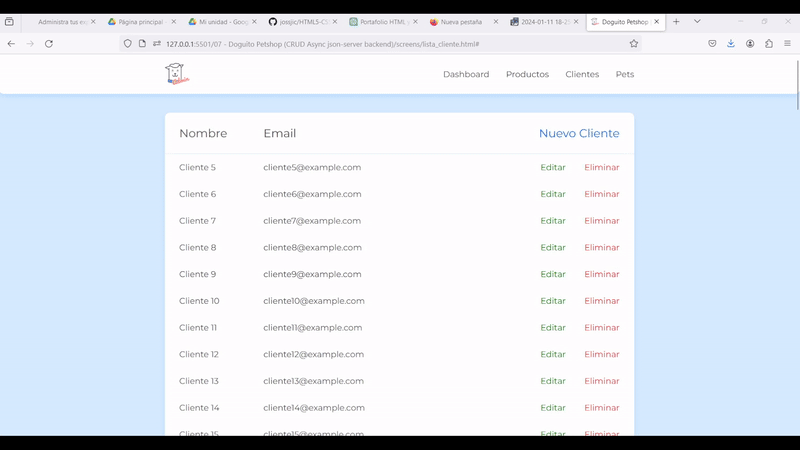 Administra tus ex
Página principal
Mi unidad - Goog
josqjic/HTML5-CS
Portafolio HTML y
Nueva pestaña
2024-01-11 18-2
Doguito Petshop
127.0.0.1:5501/07 - Doguito Petshop (CRUD Async json-server backend)/screens/lista_cliente.html#
Dashboard Productos Clientes Pets
Nombre Email Nuevo Cliente
Cliente 5 cliente5@example.com Editar Eliminar
Cliente 6 cliente6@example.com Editar Eliminar
Cliente 7 cliente7@example.com Editar Eliminar
Cliente 8 cliente8@example.com Editar Eliminar
Cliente 9 cliente9@example.com Editar Eliminar
Cliente 10 cliente10@example.com Editar Eliminar
Cliente 11 cliente11@example.com Editar Eliminar
Cliente 12 cliente12@example.com Editar Eliminar
Cliente 13 cliente13@example.com Editar Eliminar
Cliente 14 cliente14@example.com Editar Eliminar
Cliente 15 cliente15@example.com Editar Eliminar